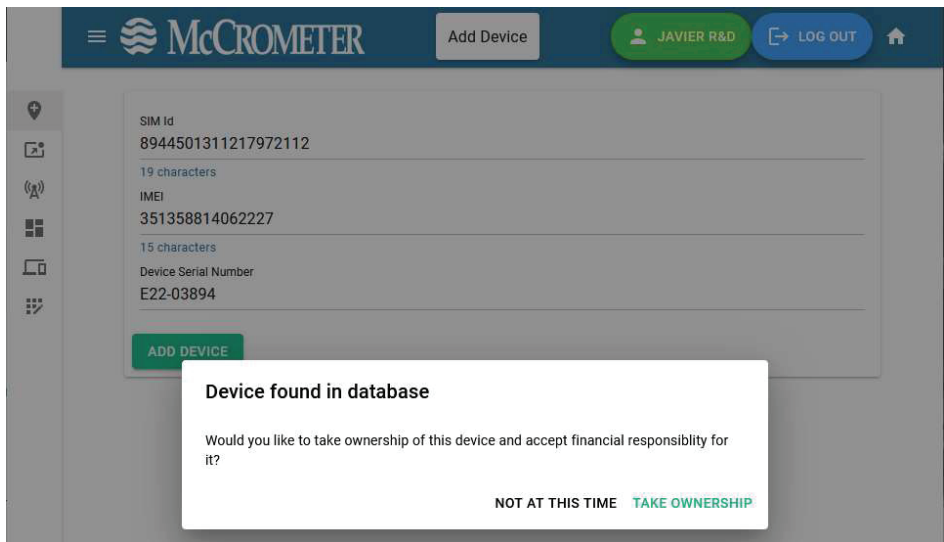 McCROMETER
Add Device
JAVIER R&D
LOG OUT
SIM Id
8944501311217972112
19 characters
IMEI
351358814062227
15 characters
Device Serial Number
E22-03894
ADD DEVICE
Device found in database
Would you like to take ownership of this device and accept financial responsiblity for
it?
NOT AT THIS TIME TAKE OWNERSHIP